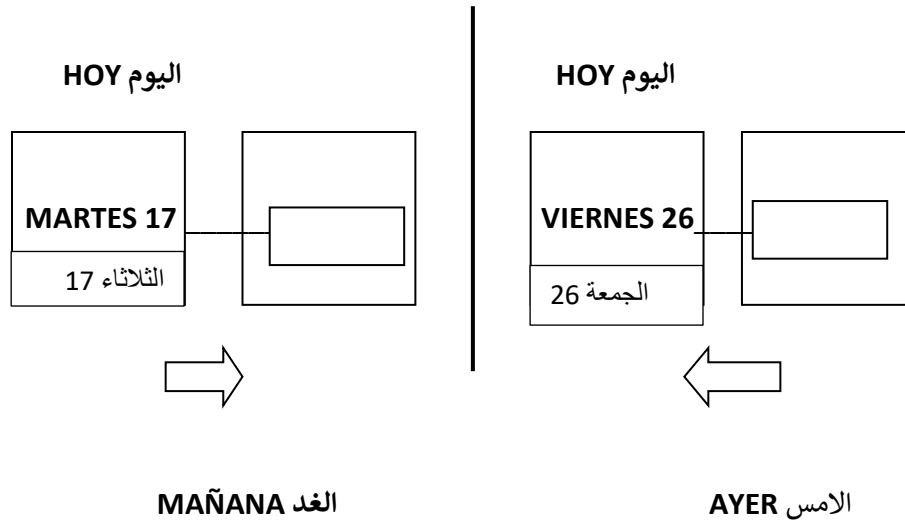 HOY اليوم
MARTES 17
الثلاثاء 17
MAÑANA الغد
HOY اليوم
VIERNES 26
الجمعة 26
AYER الامس